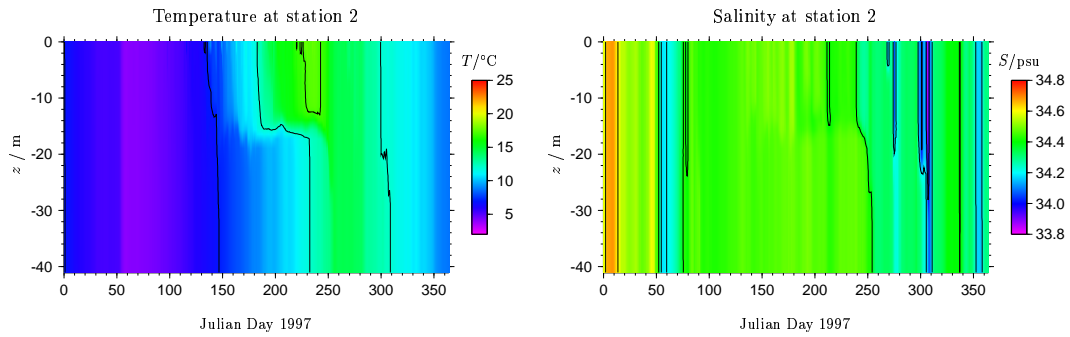 Temperature at station 2
T/°C
0
-10
-20
-30
-40
z / m
0 50 100 150 200 250 300 350
Julian Day 1997
25
20
15
10
5
Salinity at station 2
S/psu
0
-10
-20
-30
-40
z / m
0 50 100 150 200 250 300 350
Julian Day 1997
34.8
34.6
34.4
34.2
34.0
33.8